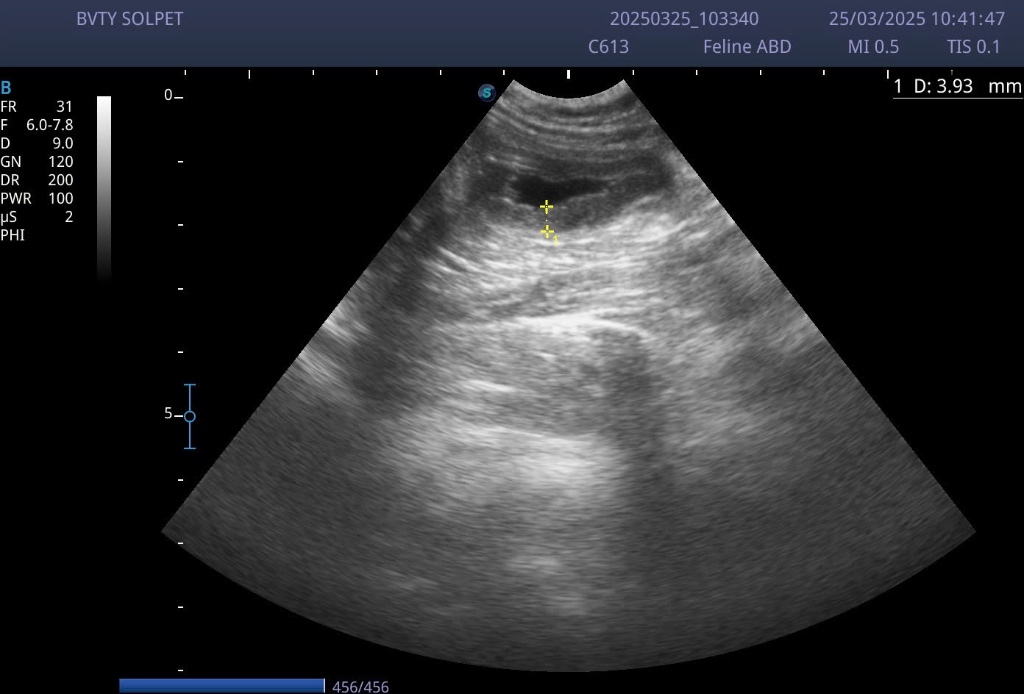 BVTY SOLPET
20250325_103340
25/03/2025 10:41:47
C613
Feline ABD
MI 0.5
TIS 0.1
B
FR 31
F 6.0-7.8
D 9.0
GN 120
DR 200
PWR 100
µS 2
PHI
0
S
1 D: 3.93 mm
1
5
456/456